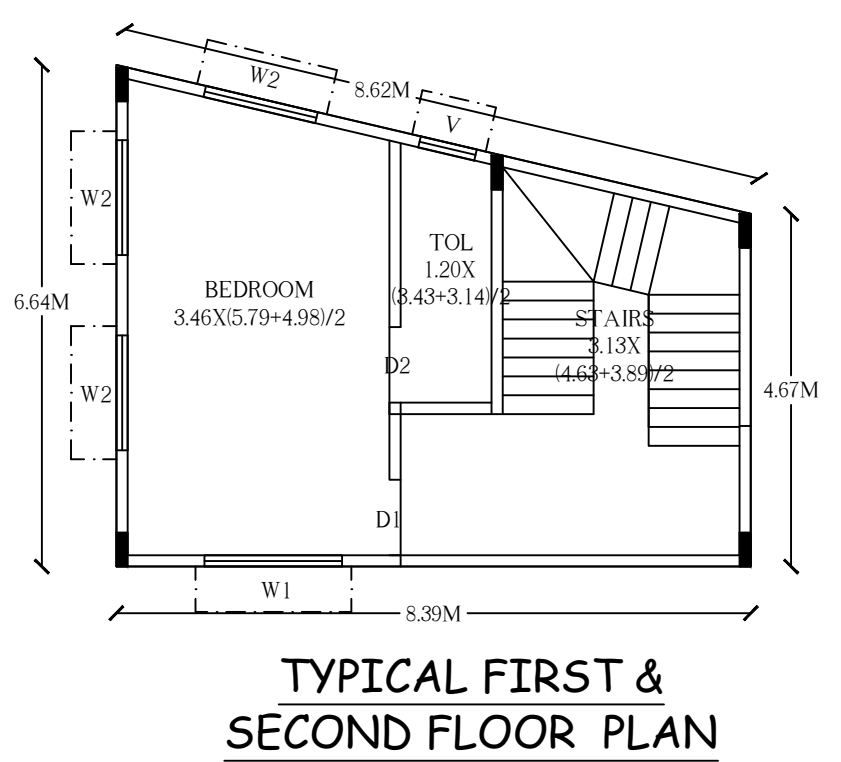 W2
8.62M
V
W2
TOL
1.20X
(3.43+3.14)/2
BEDROOM
3.46X(5.79+4.98)/2
6.64M
STAIRS
3.13X
(4.63+3.89)/2
D2
W2
4.67M
D1
W1
8.39M
TYPICAL FIRST &
SECOND FLOOR PLAN